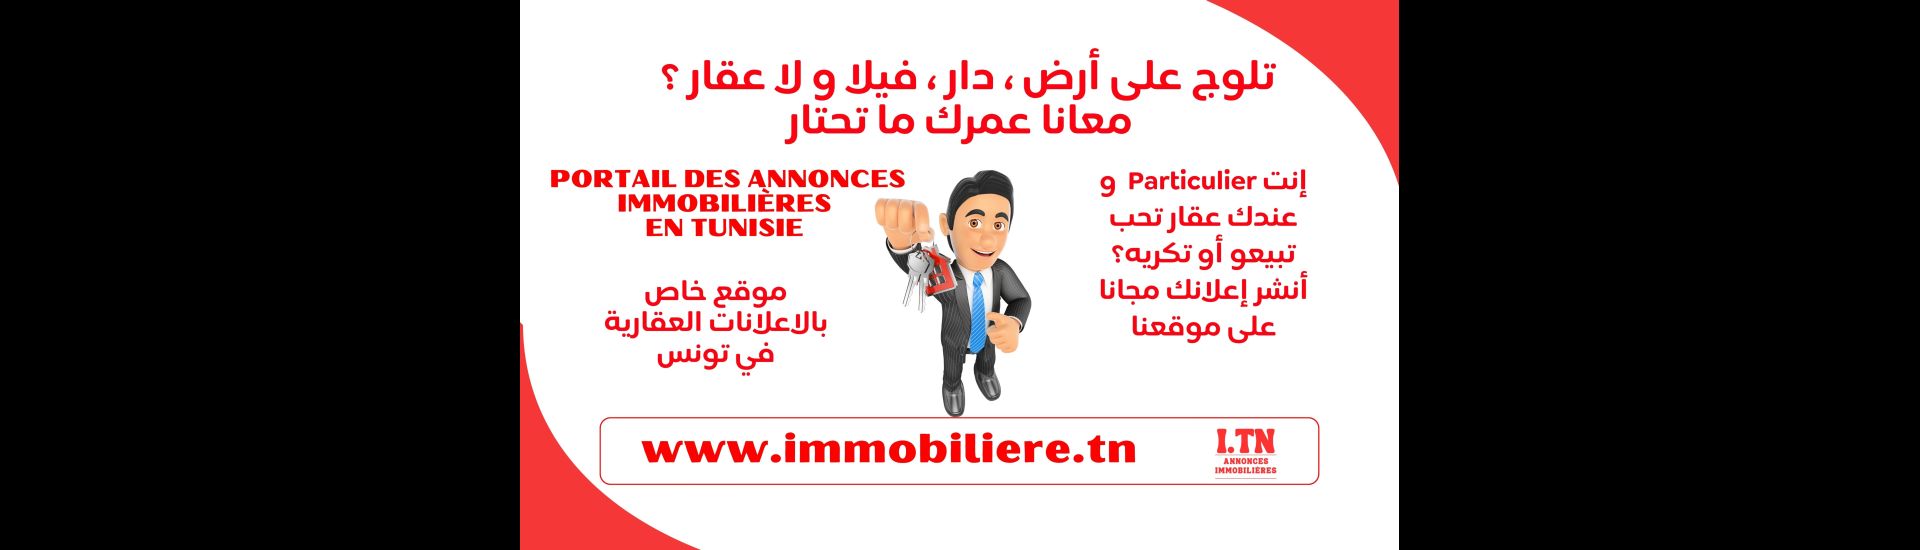 تلوج على أرض ، دار ، فيلا و لا عقار ؟
معانا عمرك ما تحتار
PORTAIL DES ANNONCES
IMMOBILIÈRES
EN TUNISIE
موقع خاص
بالاعلانات العقارية
في تونس
إنت Particulier و
عندك عقار تحب
تبيعو أو تكريه؟
أنشر إعلانك مجانا
على موقعنا
www.immobiliere.tn
I.TN
ANNONCES
IMMOBILIÈRES